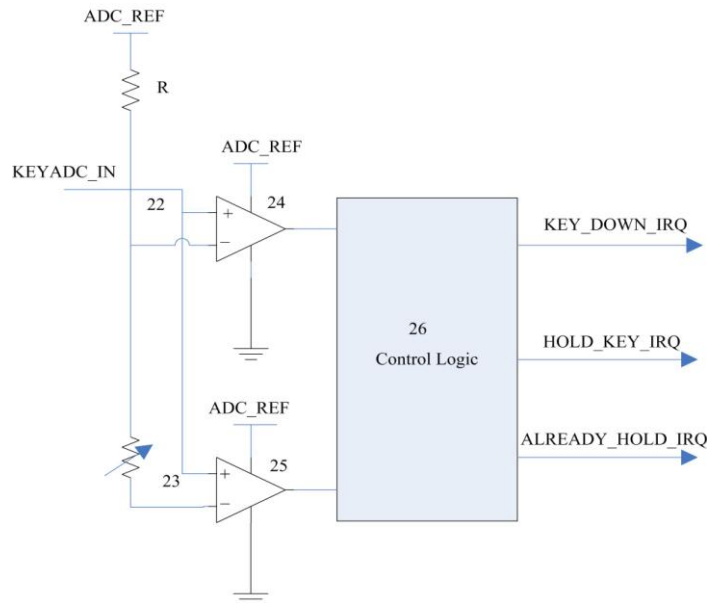 ADC_REF
R
ADC_REF
KEYADC_IN
22
24
+
−
KEY_DOWN_IRQ
26
Control Logic
HOLD_KEY_IRQ
ADC_REF
ALREADY_HOLD_IRQ
23
25
+
−